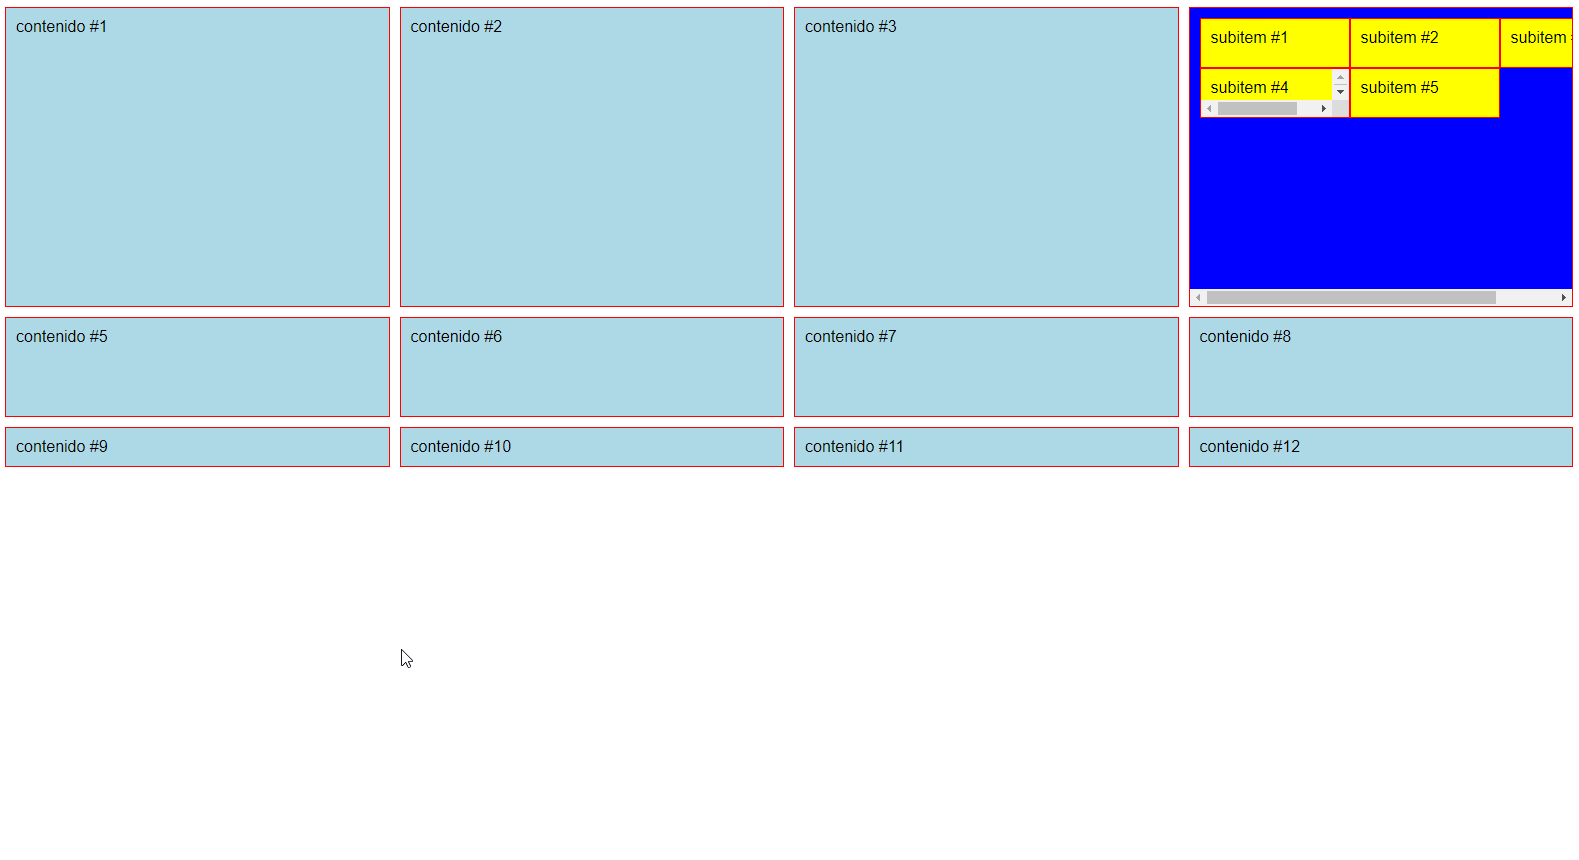 contenido #1
contenido #2
contenido #3
subitem #1
subitem #2
subitem
subitem #4
subitem #5
contenido #5
contenido #6
contenido #7
contenido #8
contenido #9
contenido #10
contenido #11
contenido #12